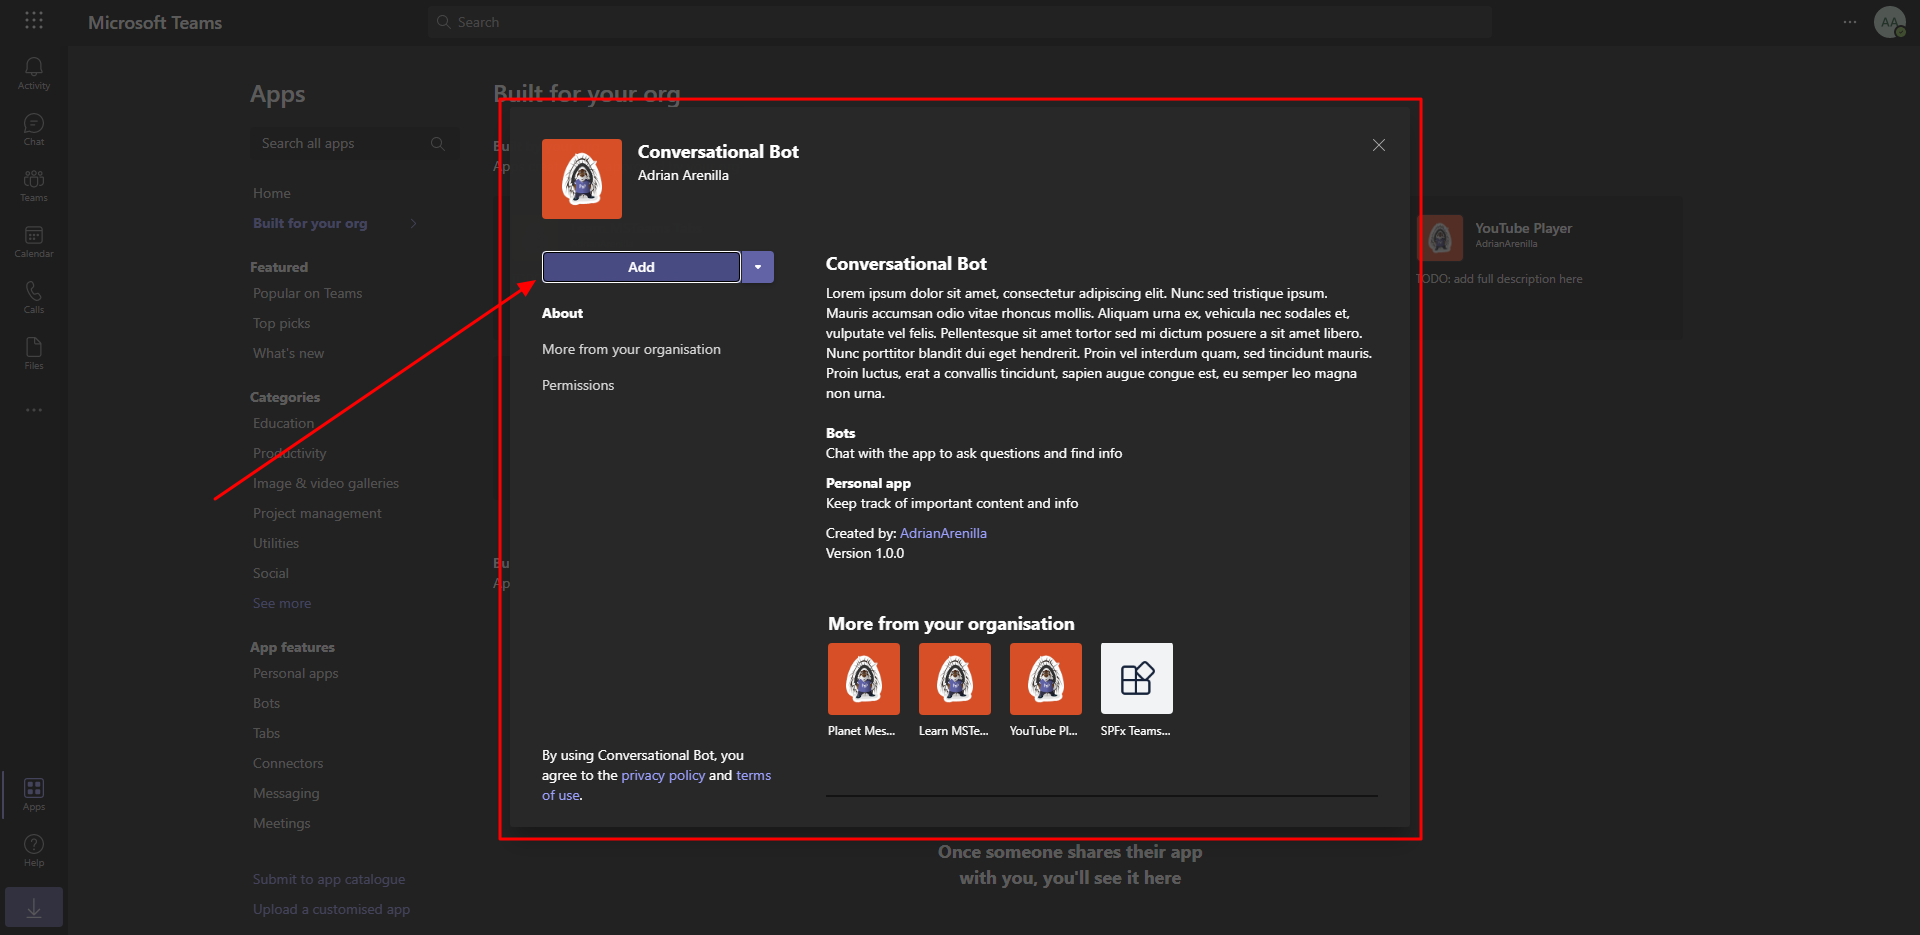 Microsoft Teams
Search
AA
Activity
Chat
Teams
Calendar
Calls
Files
Apps
Help
Apps
Search all apps
Home
Built for your org
Featured
Popular on Teams
Top picks
What's new
Categories
Education
Productivity
Image & video galleries
Project management
Utilities
Social
See more
App features
Personal apps
Bots
Tabs
Connectors
Messaging
Meetings
Submit to app catalogue
Upload a customised app
Built for your org
Bu
Ap
Bu
Ap
Conversational Bot
Adrian Arenilla
Add
About
More from your organisation
Permissions
By using Conversational Bot, you
agree to the privacy policy and terms
of use.
Conversational Bot
Lorem ipsum dolor sit amet, consectetur adipiscing elit. Nunc sed tristique ipsum.
Mauris accumsan odio vitae rhoncus mollis. Aliquam urna ex, vehicula nec sodales et,
vulputate vel felis. Pellentesque sit amet tortor sed mi dictum posuere a sit amet libero.
Nunc porttitor blandit dui eget hendrerit. Proin vel interdum quam, sed tincidunt mauris.
Proin luctus, erat a convallis tincidunt, sapien augue congue est, eu semper leo magna
non urna.
Bots
Chat with the app to ask questions and find info
Personal app
Keep track of important content and info
Created by: AdrianArenilla
Version 1.0.0
More from your organisation
Planet Mes...
Learn MSTe...
YouTube Pl...
SPFx Teams...
YouTube Player
AdrianArenilla
TODO: add full description here
Once someone shares their app
with you, you'll see it here